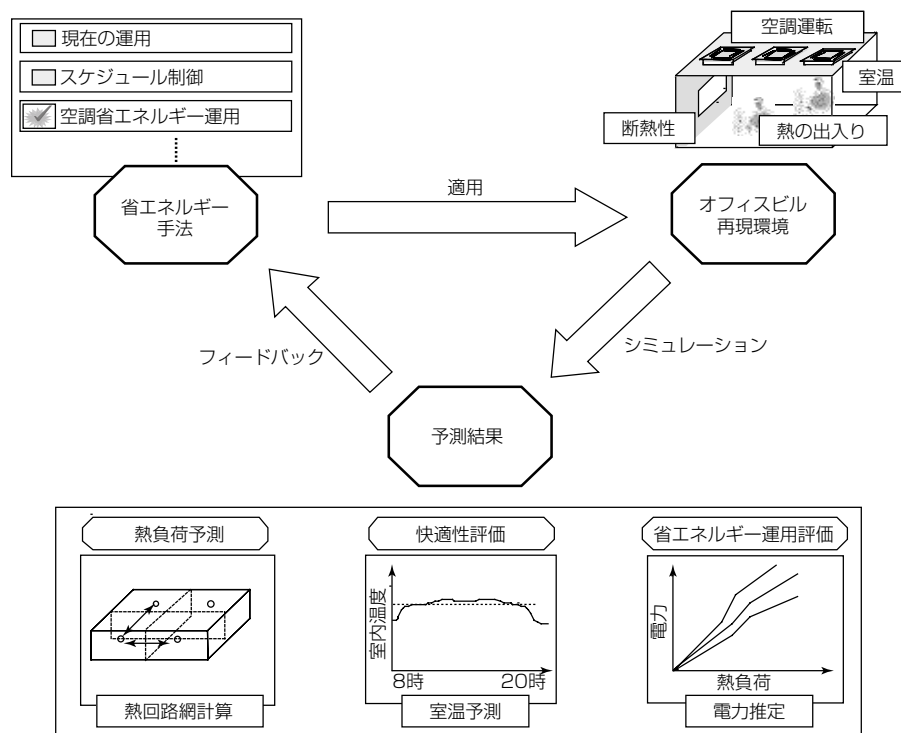 現在の運用
スケジュール制御
空調省エネルギー運用
省エネルギー
手法
適用
空調運転
室温
断熱性
熱の出入り
オフィスビル
再現環境
フィードバック
シミュレーション
予測結果
熱負荷予測
快適性評価
省エネルギー運用評価
室内温度
8時
20時
電力
熱負荷
熱回路網計算
室温予測
電力推定